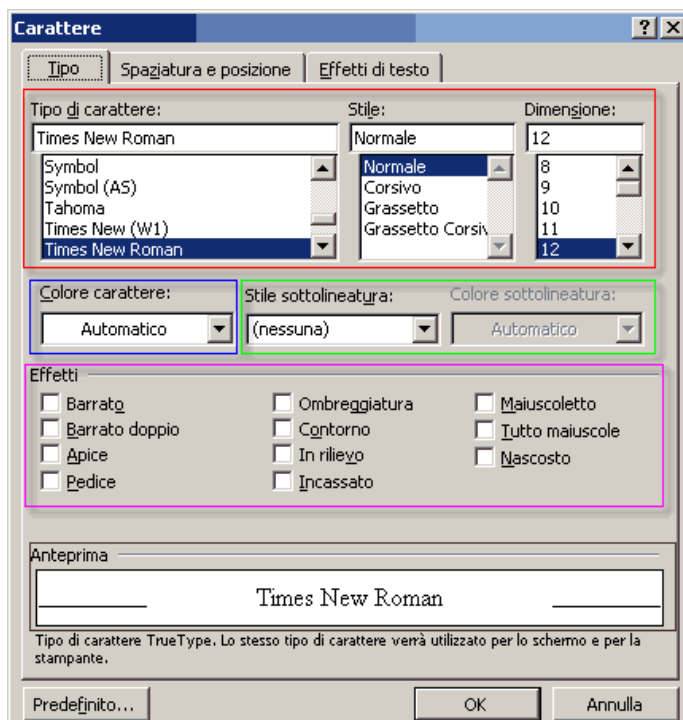 Carattere
Tipo Spaziatura e posizione Effetti di testo
Tipo di carattere: Stile: Dimensione:
Times New Roman Normale 12
Symbol Normale 8
Symbol (AS) Corsivo 9
Tahoma Grassetto 10
Times New (W1) Grassetto Corsiv 11
Times New Roman 12
Colore carattere: Stile sottolineatura: Colore sottolineatura:
Automatico (nessuna) Automatico
Effetti
Barrato Ombreggiatura Maiuscoletto
Barrato doppio Contorno Tutto maiuscole
Apice In rilievo Nascosto
Pedice Incassato
Anteprima
Times New Roman
Tipo di carattere TrueType. Lo stesso tipo di carattere verrà utilizzato per lo schermo e per la
stampante.
Predefinito... OK Annulla